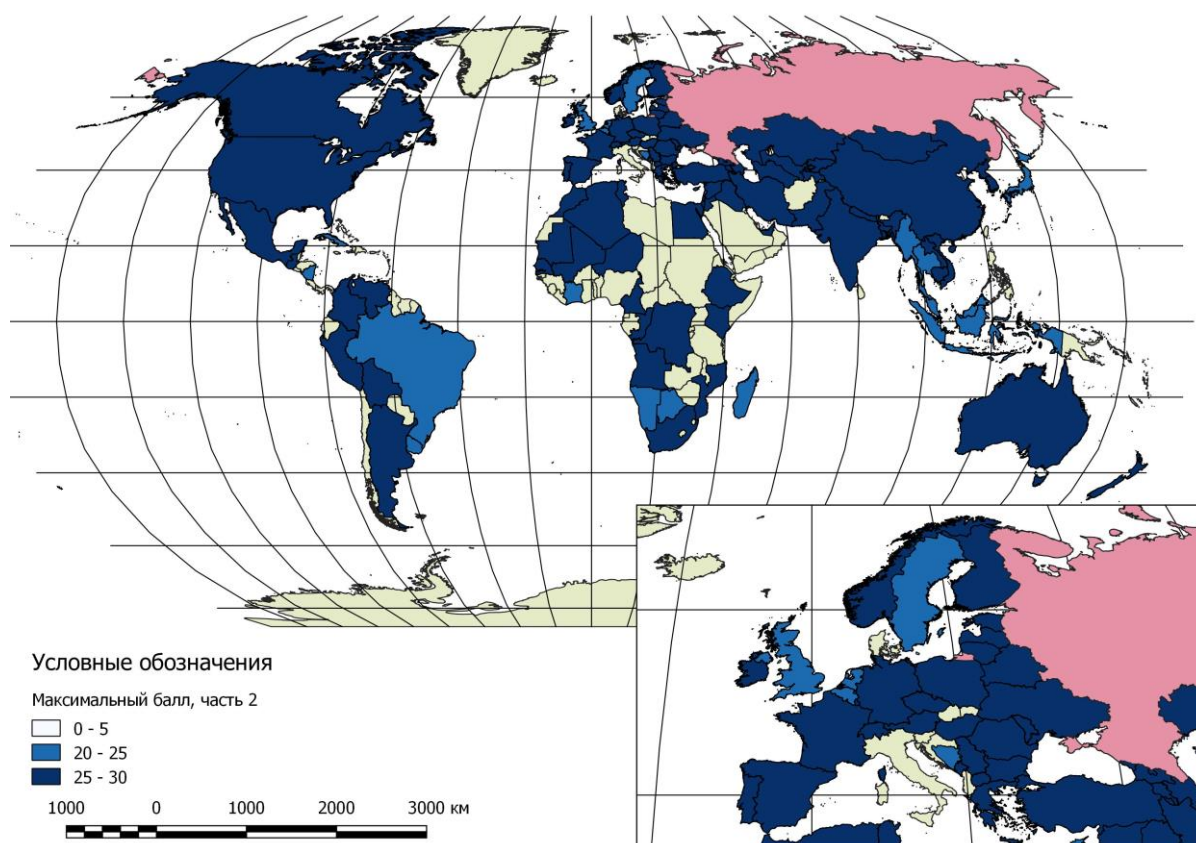 Условные обозначения
Максимальный балл, часть 2
0 - 5
20 - 25
25 - 30
1000 0 1000 2000 3000 км